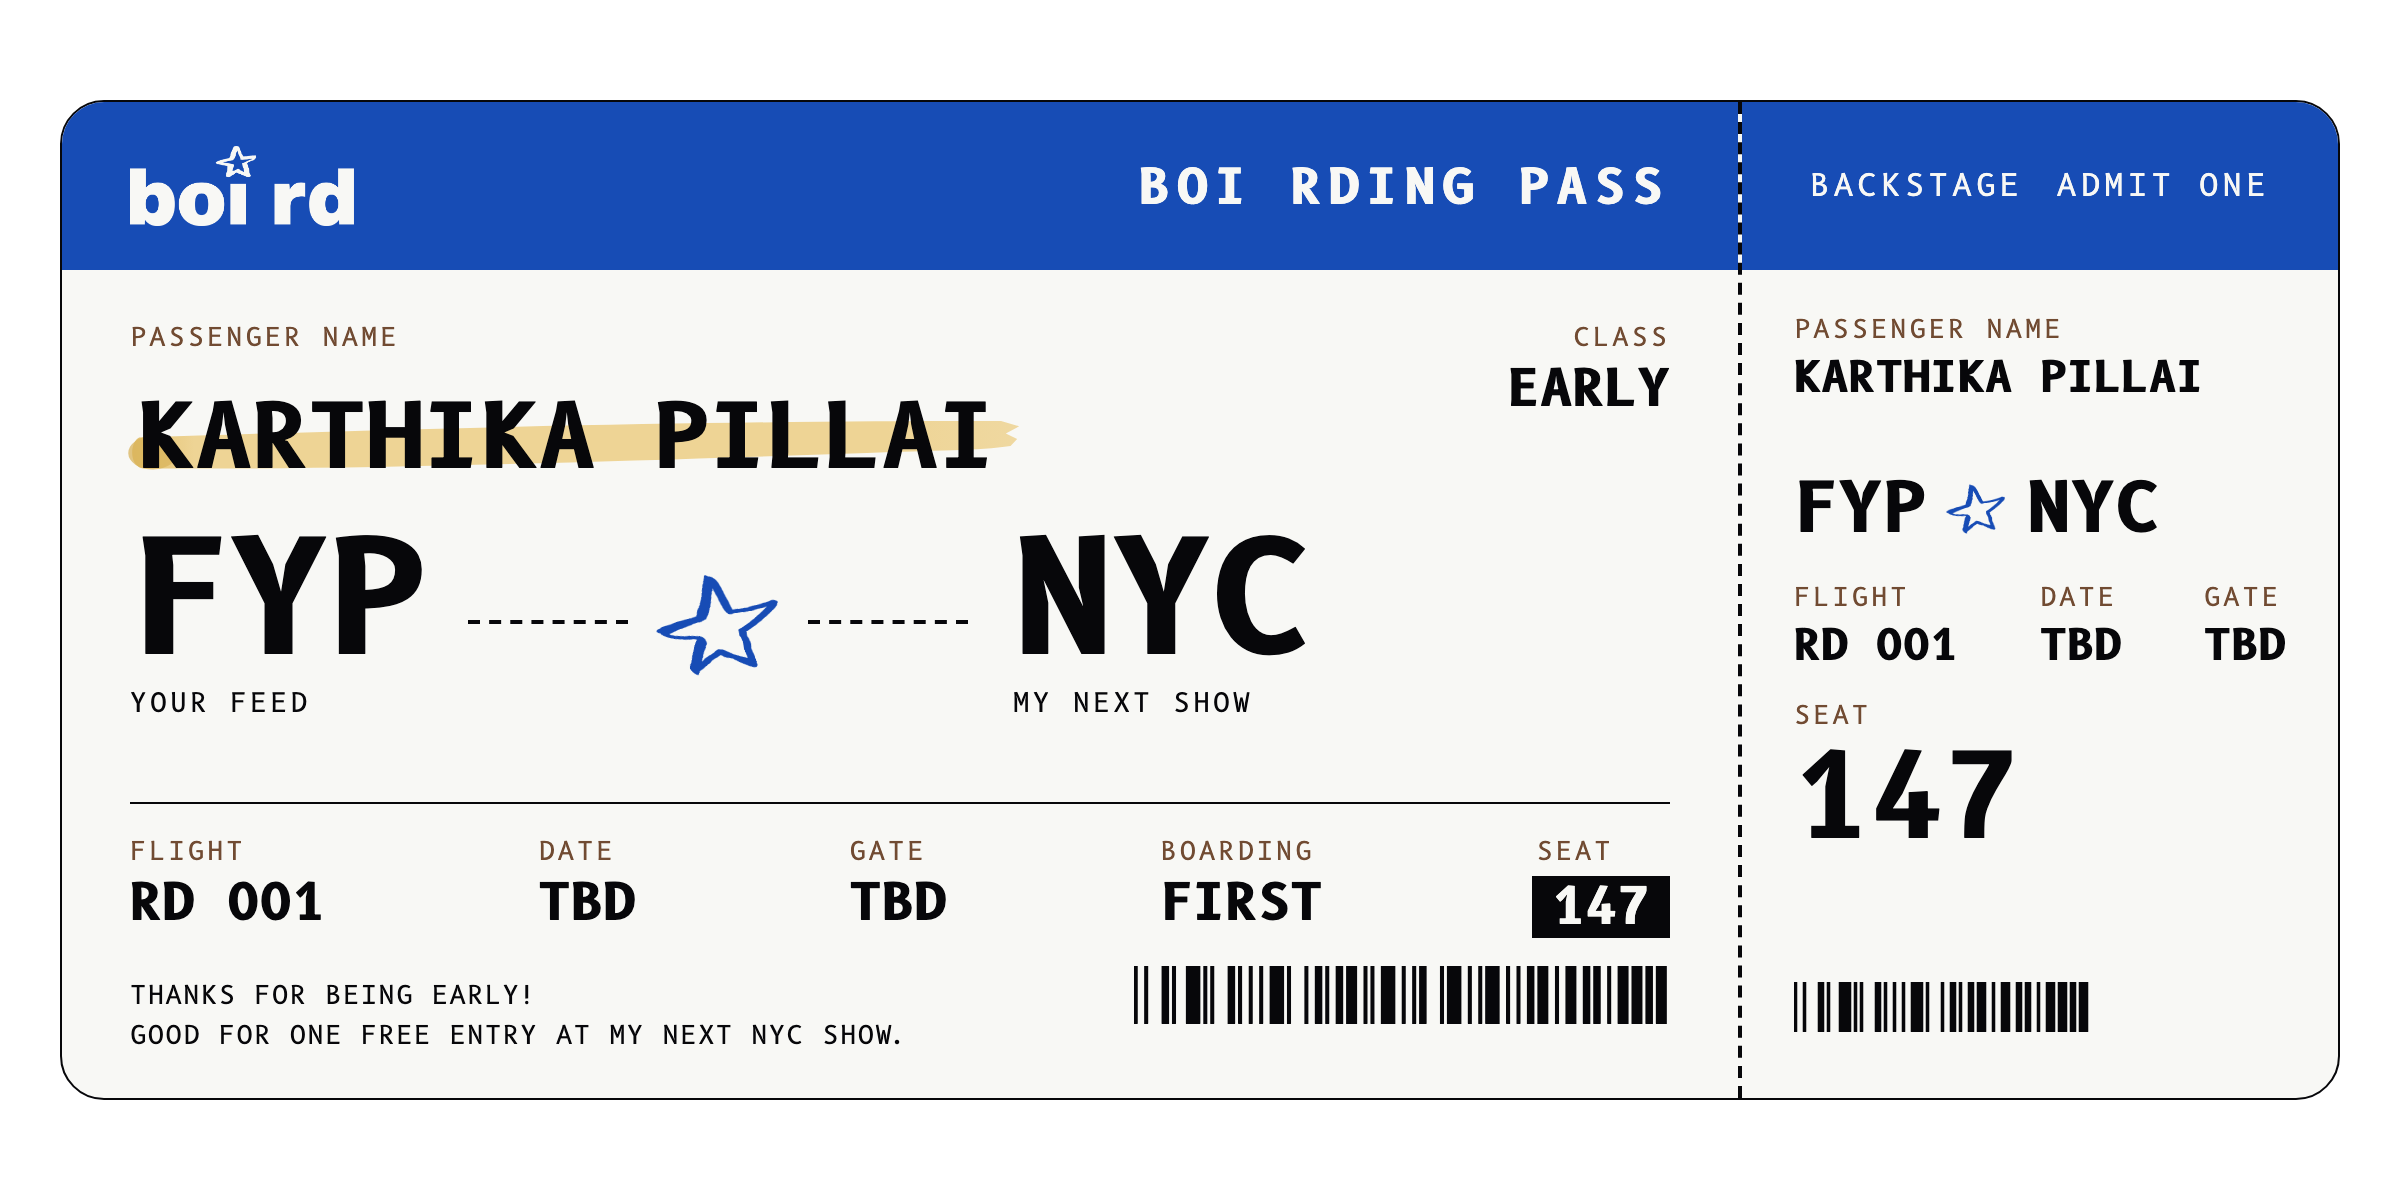 boi rd
BOI RDING PASS
PASSENGER NAME
KARTHIKA PILLAI
CLASS
EARLY
FYP
NYC
YOUR FEED
MY NEXT SHOW
FLIGHT
RD 001
DATE
TBD
GATE
TBD
BOARDING
FIRST
SEAT
147
THANKS FOR BEING EARLY!
GOOD FOR ONE FREE ENTRY AT MY NEXT NYC SHOW.
BACKSTAGE ADMIT ONE
PASSENGER NAME
KARTHIKA PILLAI
FYP NYC
FLIGHT
RD 001
DATE
TBD
GATE
TBD
SEAT
147